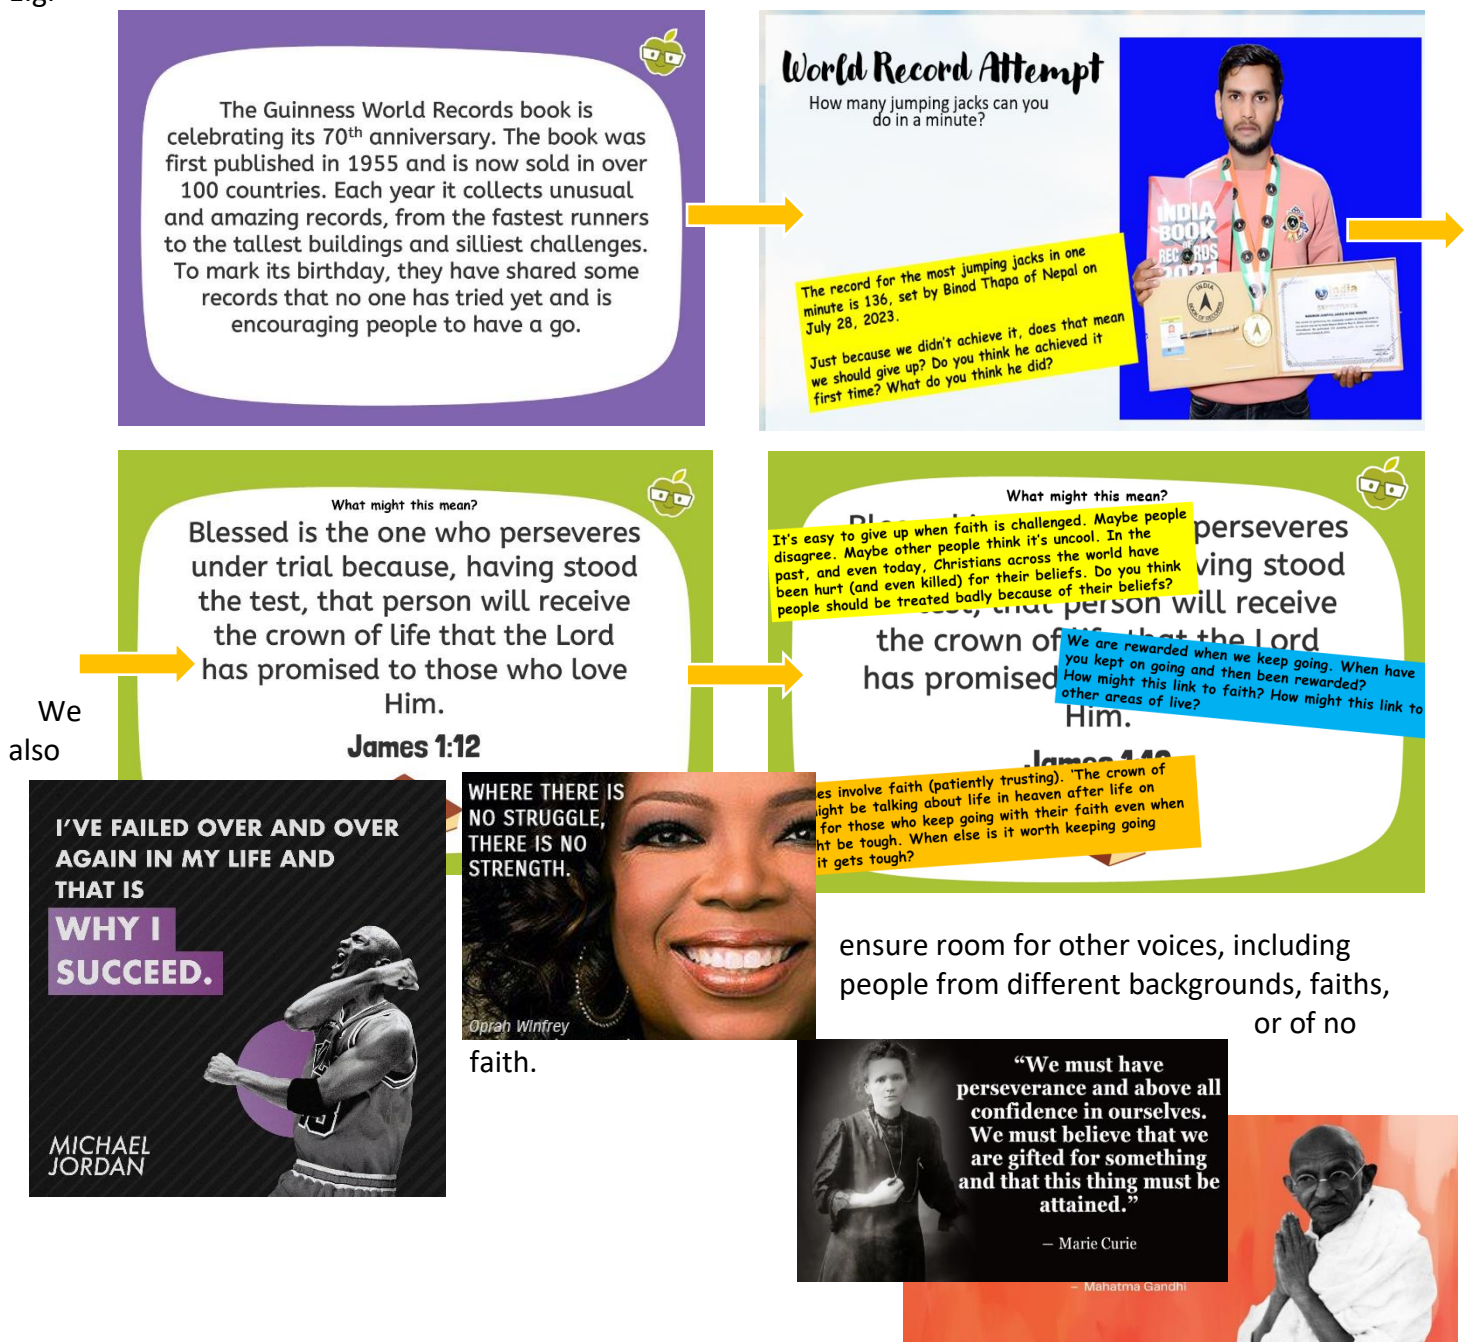 E.g.
The Guinness World Records book is
celebrating its 70th anniversary. The book was
first published in 1955 and is now sold in over
100 countries. Each year it collects unusual
and amazing records, from the fastest runners
to the tallest buildings and silliest challenges.
To mark its birthday, they have shared some
records that no one has tried yet and is
encouraging people to have a go.
World Record Attempt
How many jumping jacks can you
do in a minute?
The record for the most jumping jacks in one
minute is 136, set by Binod Thapa of Nepal on
July 28, 2023.
Just because we didn't achieve it, does that mean
we should give up? Do you think he achieved it
first time? What do you think he did?
INDIA
BOOK
OF
RECORDS
2021
INDIA
BOOK OF RECORDS
india
What might this mean?
Blessed is the one who perseveres
under trial because, having stood
the test, that person will receive
the crown of life that the Lord
has promised to those who love
Him.
James 1:12
What might this mean?
perseveres
It's easy to give up when faith is challenged. Maybe people
disagree. Maybe other people think it's uncool. In the
past, and even today, Christians across the world have
been hurt (and even killed) for their beliefs. Do you think
people should be treated badly because of their beliefs?
ving stood
test, that person will receive
the crown of life that the Lord
has promised
Him.
James 1:12
We are rewarded when we keep going. When have
you kept on going and then been rewarded?
How might this link to faith? How might this link to
other areas of live?
es involve faith (patiently trusting). 'The crown of
ight be talking about life in heaven after life on
for those who keep going with their faith even when
ht be tough. When else is it worth keeping going
it gets tough?
We
also
I'VE FAILED OVER AND OVER
AGAIN IN MY LIFE AND
THAT IS
WHY I
SUCCEED.
MICHAEL
JORDAN
WHERE THERE IS
NO STRUGGLE,
THERE IS NO
STRENGTH.
Oprah Winfrey
ensure room for other voices, including
people from different backgrounds, faiths,
or of no
faith.
"We must have
perseverance and above all
confidence in ourselves.
We must believe that we
are gifted for something
and that this thing must be
attained."
— Marie Curie
– Mahatma Gandhi